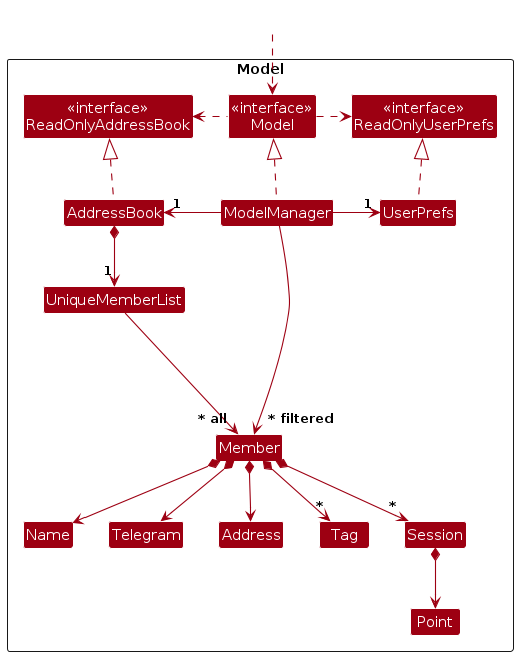 Model
«interface»
ReadOnlyAddressBook
«interface»
Model
«interface»
ReadOnlyUserPrefs
AddressBook
1
ModelManager
1
UserPrefs
1
UniqueMemberList
* all
* filtered
Member
*
*
Name
Telegram
Address
Tag
Session
Point